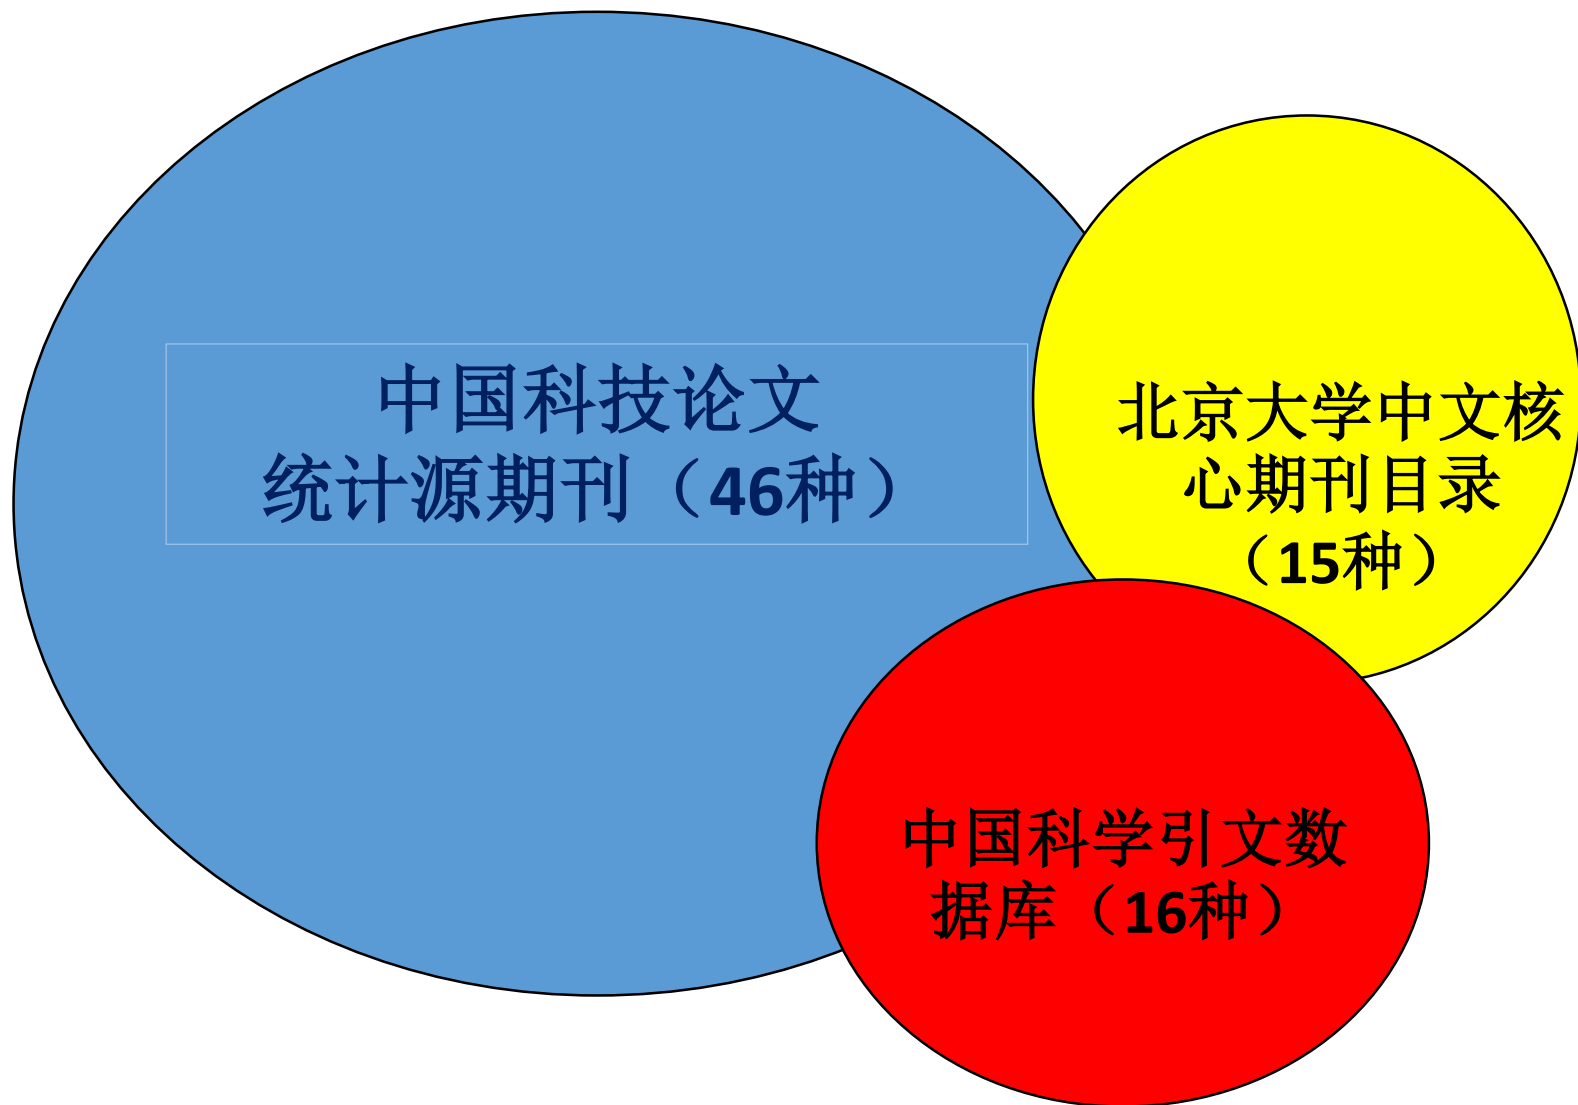 中国科技论文
统计源期刊（46种）
北京大学中文核
心期刊目录
（15种）
中国科学引文数
据库（16种）